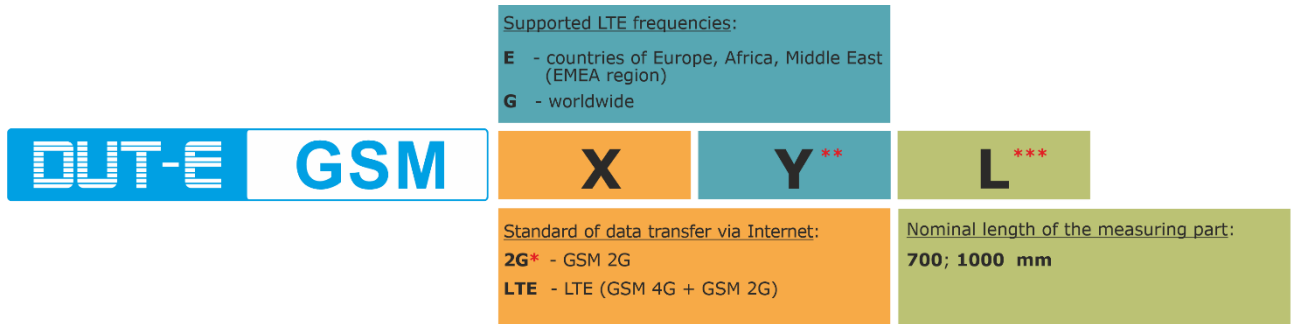 Supported LTE frequencies:
E - countries of Europe, Africa, Middle East
(EMEA region)
G - worldwide
DUT-E GSM X Y** L***
Standard of data transfer via Internet:
2G* - GSM 2G
LTE - LTE (GSM 4G + GSM 2G)
Nominal length of the measuring part:
700; 1000 mm